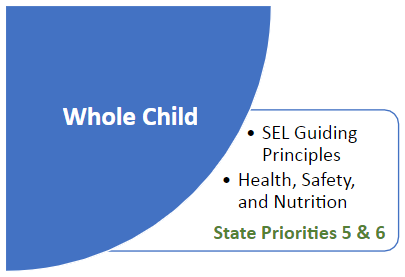 Whole Child
• SEL Guiding
Principles
• Health, Safety,
and Nutrition
State Priorities 5 & 6